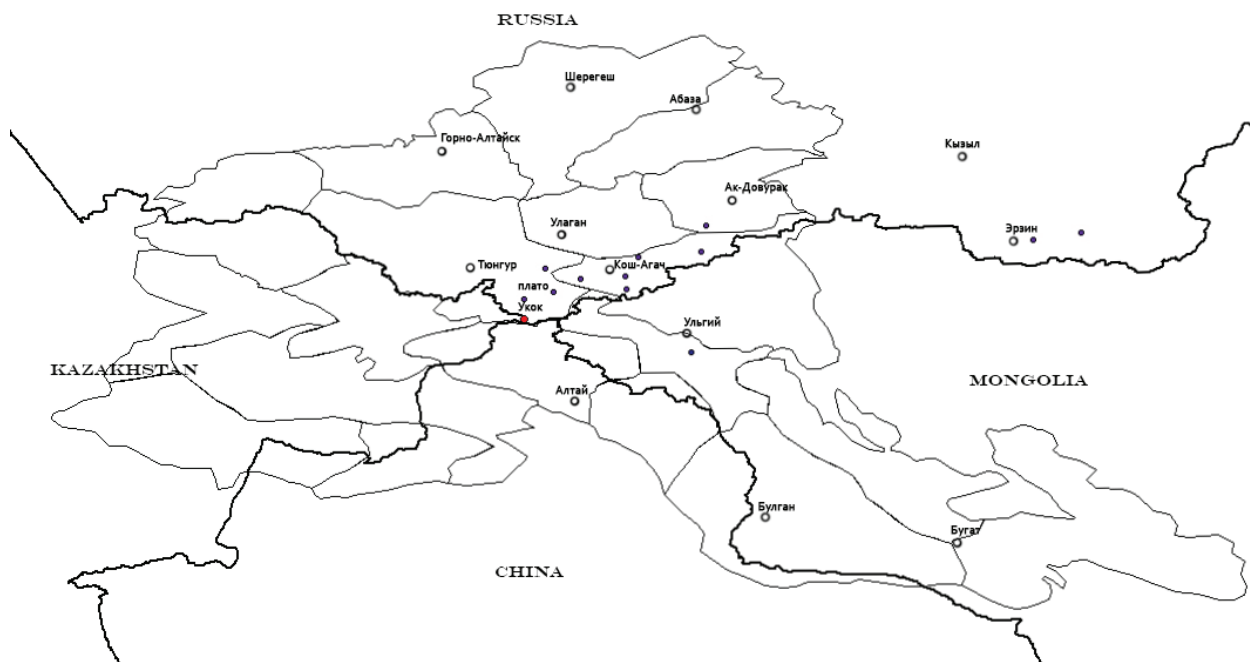 RUSSIA
Шерегеш
Абаза
Горно-Алтайск
Кызыл
Ак-Довурак
Улаган
Эрзин
Тюнгур
Кош-Агач
плато
Укок
Ульгий
KAZAKHSTAN
MONGOLIA
Алтай
Булган
Бугат
CHINA